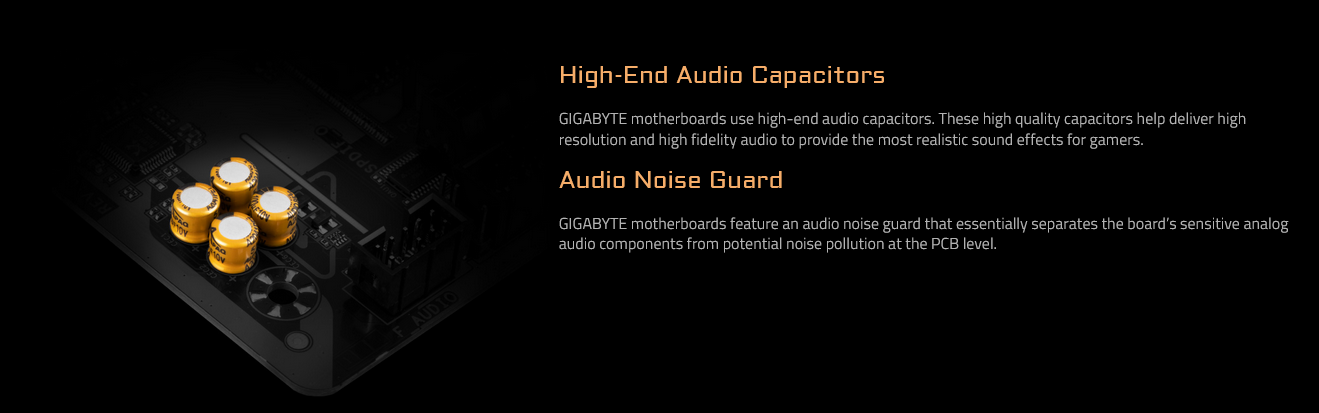 High-End Audio Capacitors
GIGABYTE motherboards use high-end audio capacitors. These high quality capacitors help deliver high
resolution and high fidelity audio to provide the most realistic sound effects for gamers.
Audio Noise Guard
GIGABYTE motherboards feature an audio noise guard that essentially separates the board’s sensitive analog
audio components from potential noise pollution at the PCB level.
F_AUDIO